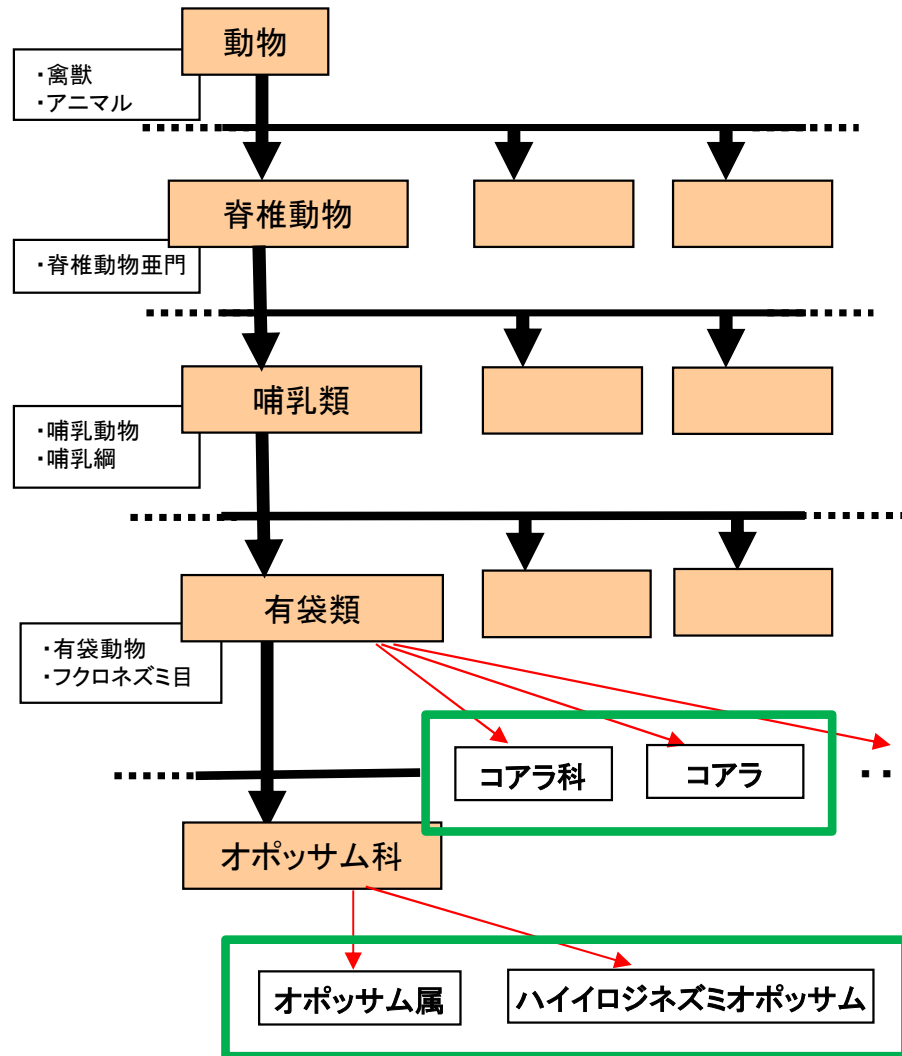 動物
・禽獣
・アニマル
脊椎動物
・脊椎動物亜門
哺乳類
・哺乳動物
・哺乳綱
有袋類
・有袋動物
・フクロネズミ目
コアラ科
コアラ
オポッサム科
オポッサム属
ハイイロジネズミオポッサム